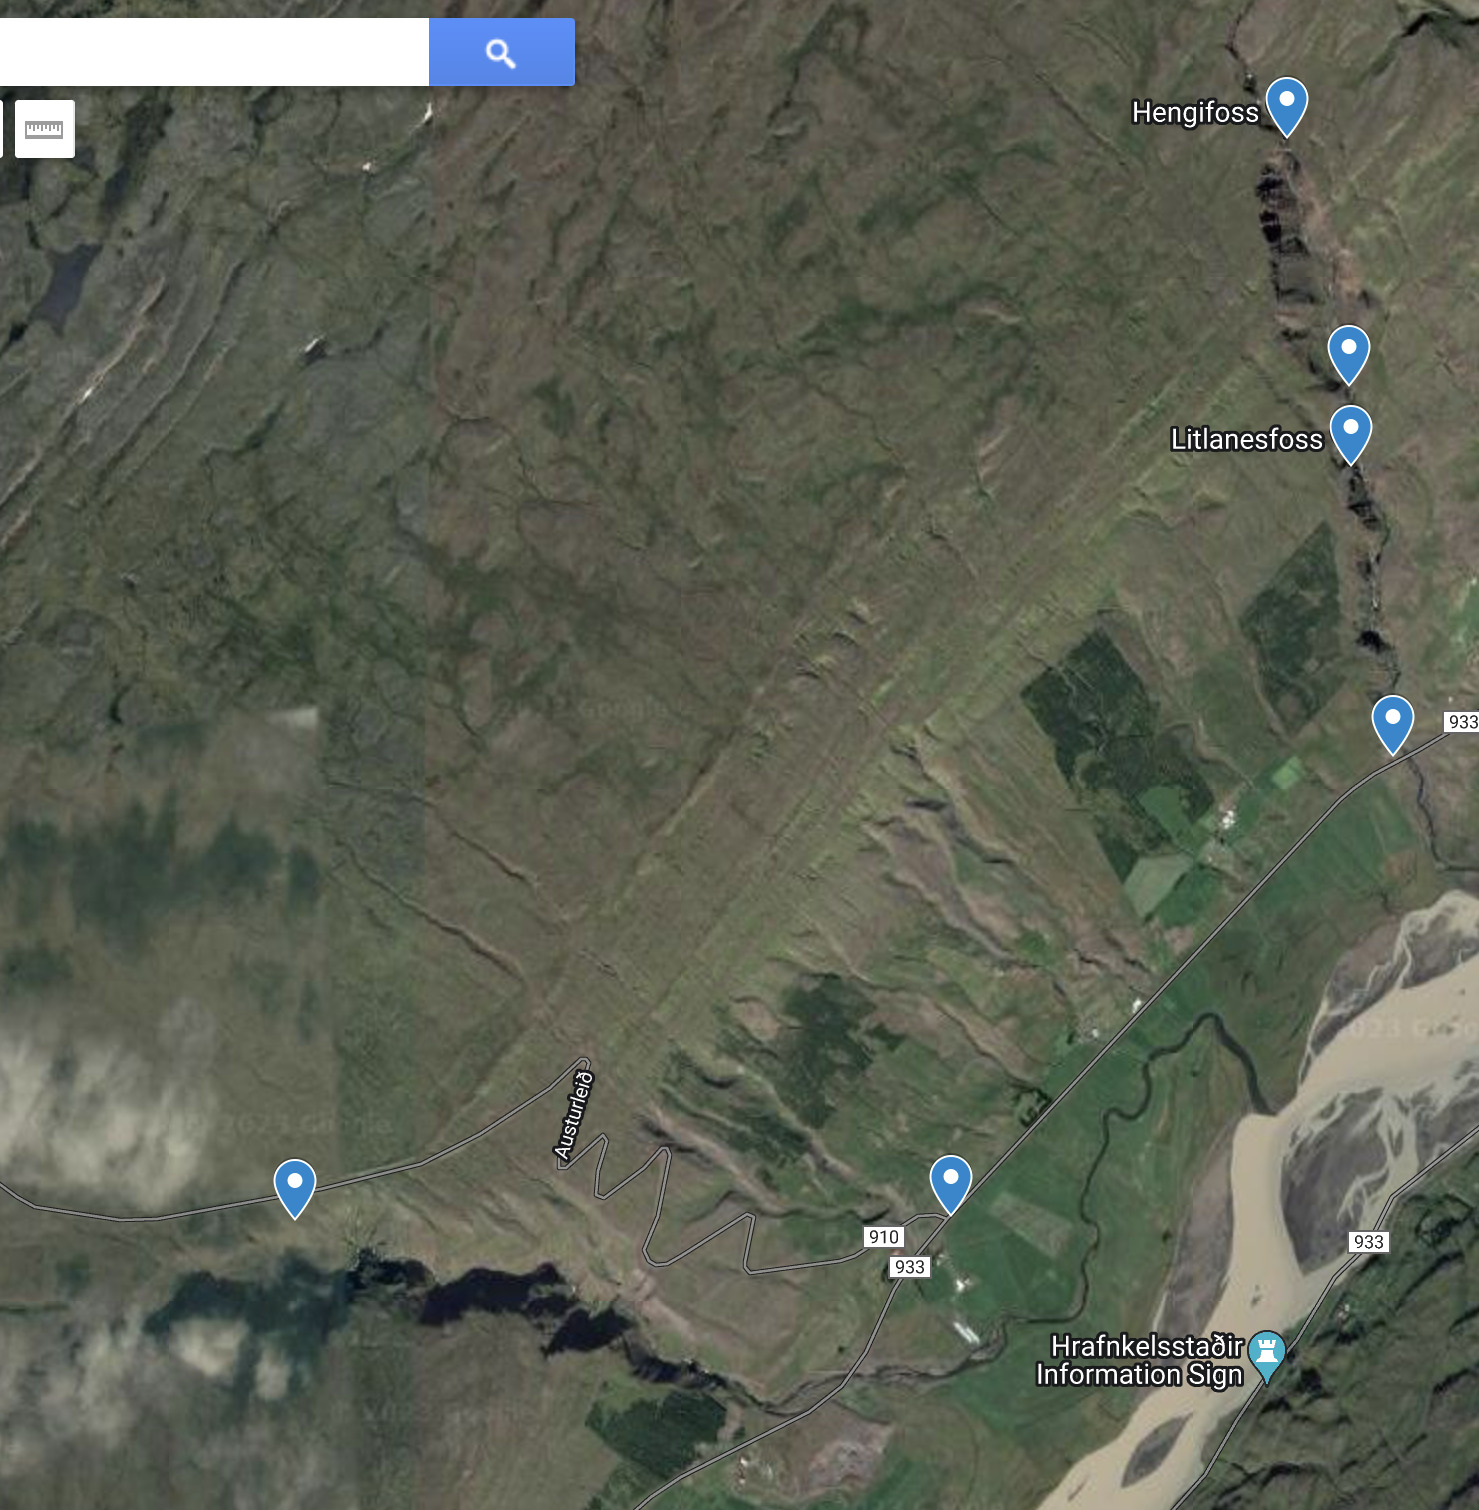 Hengifoss
Litlanesfoss
933
Austurleið
910
933
933
Hrafnkelsstaðir
Information Sign